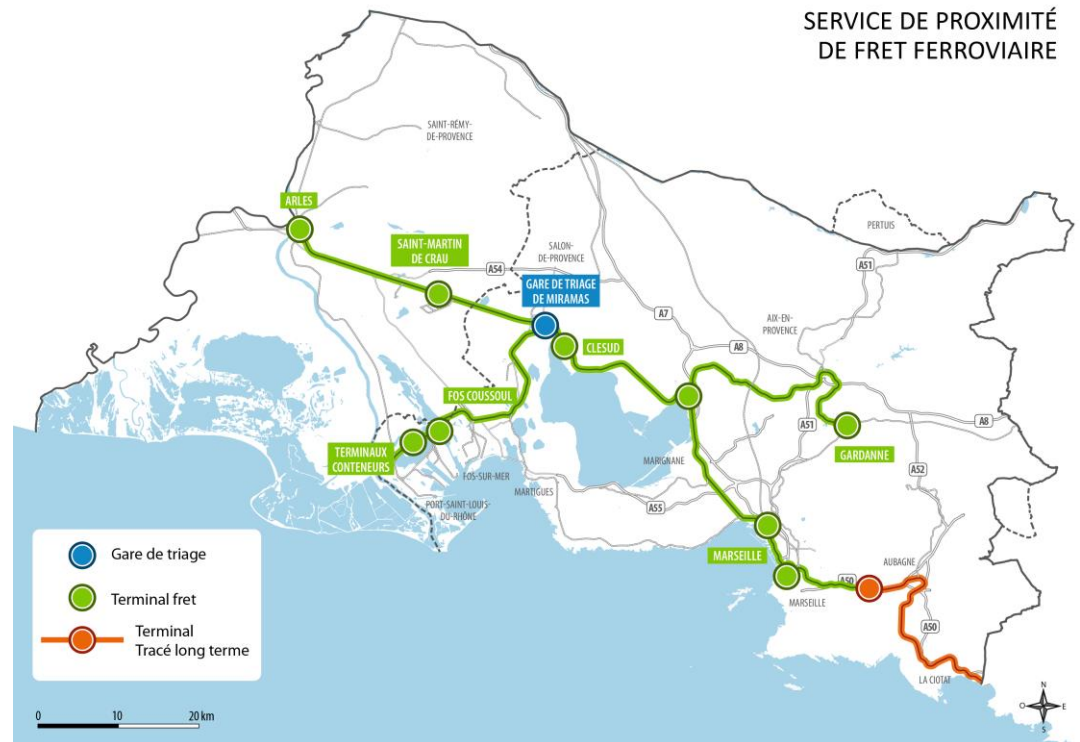 SERVICE DE PROXIMITÉ
DE FRET FERROVIAIRE
SAINT-RÉMY-
DE-PROVENCE
ARLES
PERTUIS
SAINT-MARTIN
DE CRAU
SALON-
DE-PROVENCE
A54
A51
GARE DE TRIAGE
DE MIRAMAS
A7
AIX-EN-
PROVENCE
A8
CLESUD
FOS COUSSOUL
A51
A8
TERMINAUX
CONTENEURS
GARDANNE
MARIGNANE
FOS-SUR-MER
A52
MARTIGUES
PORT-SAINT-LOUIS-
DU-RHÔNE
A55
MARSEILLE
AUBAGNE
A50
MARSEILLE
A50
LA CIOTAT
Gare de triage
Terminal fret
Terminal
Tracé long terme
0 10 20 km
N
O E
S